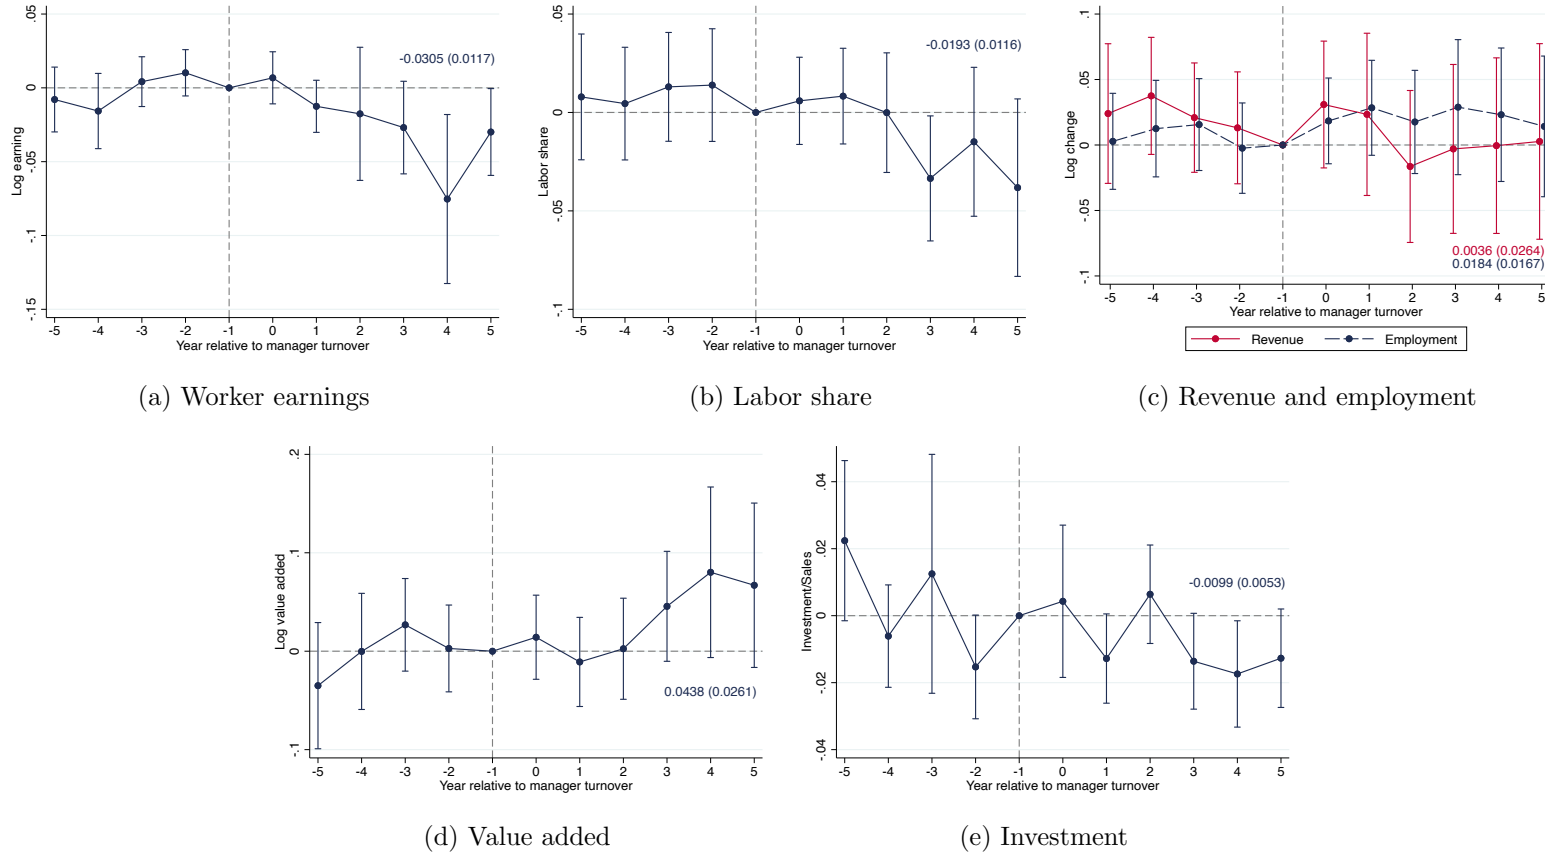 .05
0
-.05
-.1
-.15
Log earning
-0.0305 (0.0117)
-5 -4 -3 -2 -1 0 1 2 3 4 5
Year relative to manager turnover
(a) Worker earnings
.05
0
-.05
-.1
Labor share
-0.0193 (0.0116)
-5 -4 -3 -2 -1 0 1 2 3 4 5
Year relative to manager turnover
(b) Labor share
.1
.05
0
-.05
-.1
Log change
0.0036 (0.0264)
0.0184 (0.0167)
-5 -4 -3 -2 -1 0 1 2 3 4 5
Year relative to manager turnover
Revenue Employment
(c) Revenue and employment
.2
.1
0
-.1
Log value added
0.0438 (0.0261)
-5 -4 -3 -2 -1 0 1 2 3 4 5
Year relative to manager turnover
(d) Value added
.04
.02
0
-.02
-.04
Investment/Sales
-0.0099 (0.0053)
-5 -4 -3 -2 -1 0 1 2 3 4 5
Year relative to manager turnover
(e) Investment